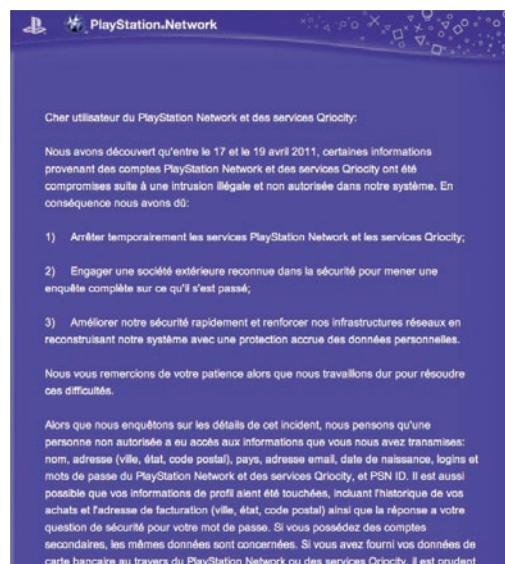 PlayStation®Network
Cher utilisateur du PlayStation Network et des services Qriocity:
Nous avons découvert qu'entre le 17 et le 19 avril 2011, certaines informations
provenant des comptes PlayStation Network et des services Qriocity ont été
compromises suite à une intrusion illégale et non autorisée dans notre système. En
conséquence nous avons dû:
1) Arrêter temporairement les services PlayStation Network et les services Qriocity;
2) Engager une société extérieure reconnue dans la sécurité pour mener une
enquête complète sur ce qu'il s'est passé;
3) Améliorer notre sécurité rapidement et renforcer nos infrastructures réseaux en
reconstruisant notre système avec une protection accrue des données personnelles.
Nous vous remercions de votre patience alors que nous travaillons dur pour résoudre
ces difficultés.
Alors que nous enquêtons sur les détails de cet incident, nous pensons qu'une
personne non autorisée a eu accès aux informations que vous nous avez transmises:
nom, adresse (ville, état, code postal), pays, adresse email, date de naissance, logins et
mots de passe du PlayStation Network et des services Qriocity, et PSN ID. Il est aussi
possible que vos informations de profil aient été touchées, incluant l'historique de vos
achats et l'adresse de facturation (ville, état, code postal) ainsi que la réponse a votre
question de sécurité pour votre mot de passe. Si vous possédez des comptes
secondaires, les mêmes données sont concernées. Si vous avez fourni vos données de
carte bancaire au travers du PlayStation Network ou des services Qriocity, il est prudent